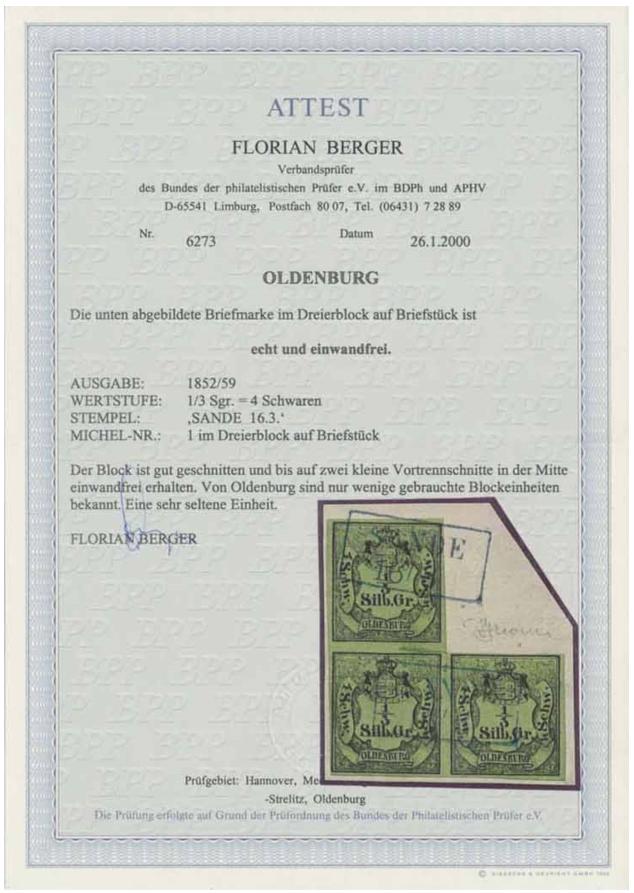 ATTEST
FLORIAN BERGER
Verbandsprüfer
des Bundes der philatelistischen Prüfer e.V. im BDPh und APHV
D-65541 Limburg, Postfach 80 07, Tel. (06431) 7 28 89
Nr. 6273 Datum 26.1.2000
OLDENBURG
Die unten abgebildete Briefmarke im Dreierblock auf Briefstück ist
echt und einwandfrei.
AUSGABE: 1852/59
WERTSTUFE: 1/3 Sgr. = 4 Schwaren
STEMPEL: ‚SANDE 16.3.‘
MICHEL-NR.: 1 im Dreierblock auf Briefstück
Der Block ist gut geschnitten und bis auf zwei kleine Vortrennschnitte in der Mitte
einwandfrei erhalten. Von Oldenburg sind nur wenige gebrauchte Blockeinheiten
bekannt. Eine sehr seltene Einheit.
FLORIAN BERGER
Silb.Gr.
OLDENBURG
1/3 1/3
Silb.Gr. Silb.Gr.
OLDENBURG OLDENBURG
Prüfgebiet: Hannover,
-Strelitz, Oldenburg
Die Prüfung erfolgte auf Grund der Prüfordnung des Bundes der Philatelistischen Prüfer e.V.